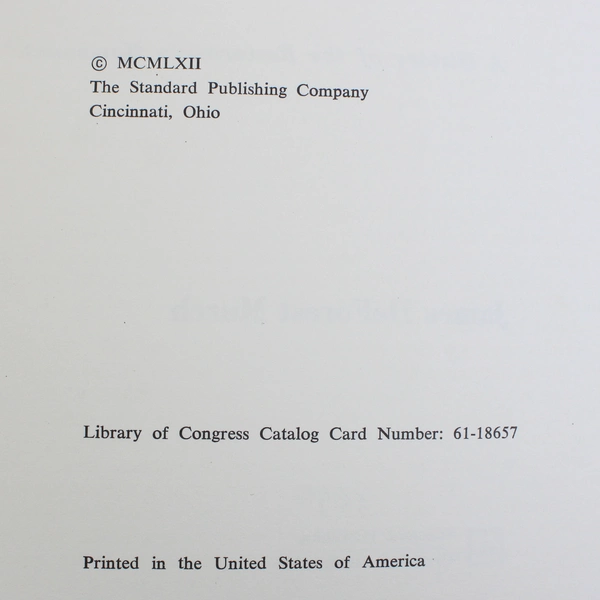 © MCMLXII
The Standard Publishing Company
Cincinnati, Ohio
Library of Congress Catalog Card Number: 61-18657
Printed in the United States of America